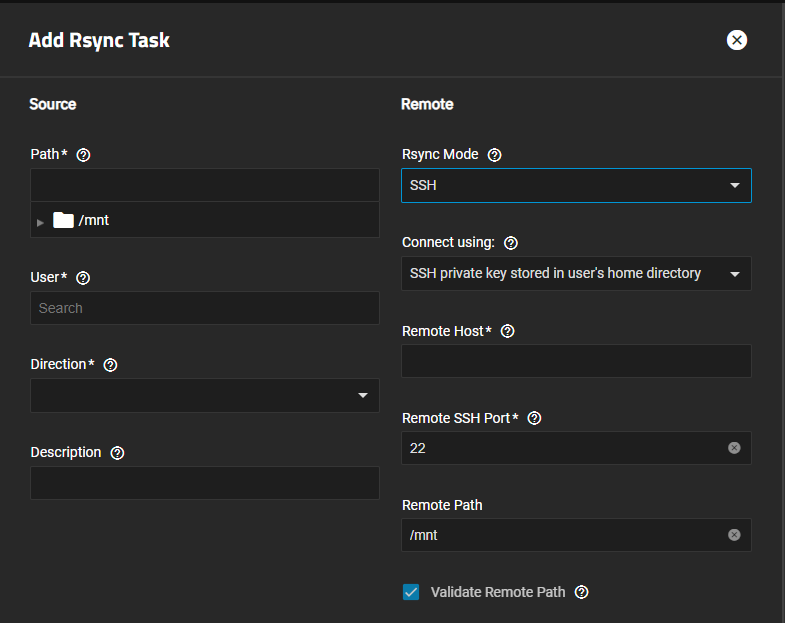 Add Rsync Task
Source
Path*
/mnt
User*
Search
Direction*
Description
Remote
Rsync Mode
SSH
Connect using:
SSH private key stored in user's home directory
Remote Host*
Remote SSH Port*
22
Remote Path
/mnt
Validate Remote Path